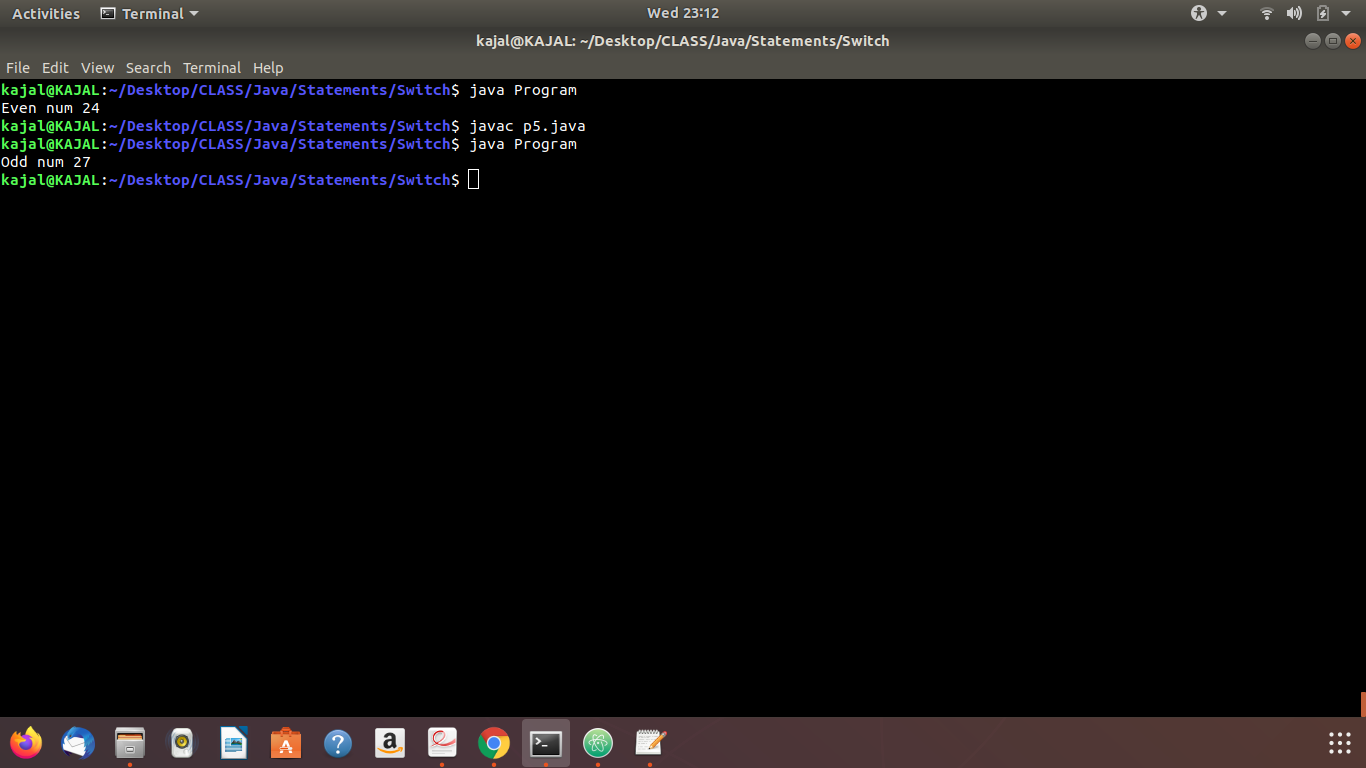 Activities Terminal Wed 23:12
kajal@KAJAL: ~/Desktop/CLASS/Java/Statements/Switch
File Edit View Search Terminal Help
kajal@KAJAL:~/Desktop/CLASS/Java/Statements/Switch$ java Program
Even num 24
kajal@KAJAL:~/Desktop/CLASS/Java/Statements/Switch$ javac p5.java
kajal@KAJAL:~/Desktop/CLASS/Java/Statements/Switch$ java Program
Odd num 27
kajal@KAJAL:~/Desktop/CLASS/Java/Statements/Switch$